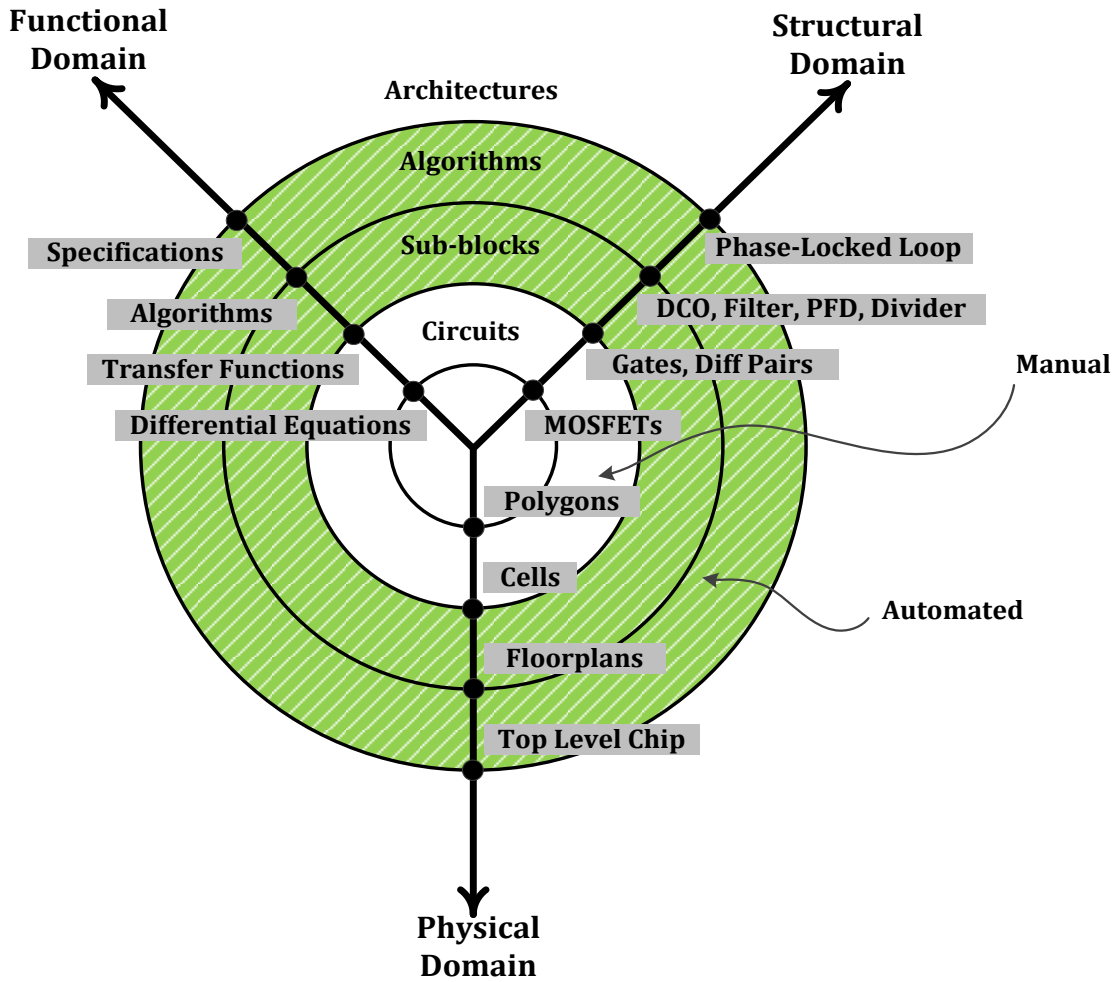 Functional
Domain
Structural
Domain
Architectures
Algorithms
Sub-blocks
Circuits
Specifications
Algorithms
Transfer Functions
Differential Equations
Phase-Locked Loop
DCO, Filter, PFD, Divider
Gates, Diff Pairs
MOSFETs
Manual
Polygons
Cells
Automated
Floorplans
Top Level Chip
Physical
Domain